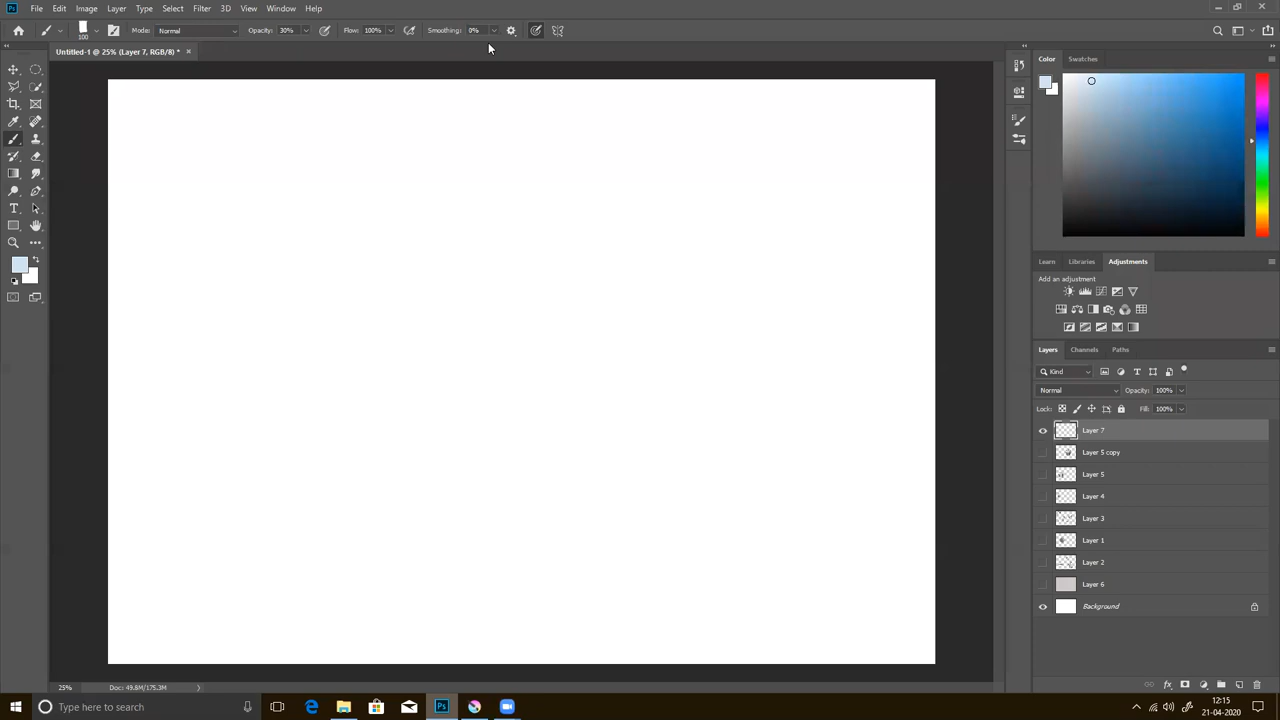 Ps File Edit Image Layer Type Select Filter 3D View Window Help
100 Mode: Normal Opacity: 30% Flow: 100% Smoothing: 0%
Untitled-1 @ 25% (Layer 7, RGB/8) * ×
Color Swatches
Learn Libraries Adjustments
Add an adjustment
Layers Channels Paths
Kind
Normal Opacity: 100%
Lock: Fill: 100%
Layer 7
Layer 5 copy
Layer 5
Layer 4
Layer 3
Layer 1
Layer 2
Layer 6
Background
25% Doc: 49.8M/175.3M
Type here to search
Ps
12:15
21-04-2020